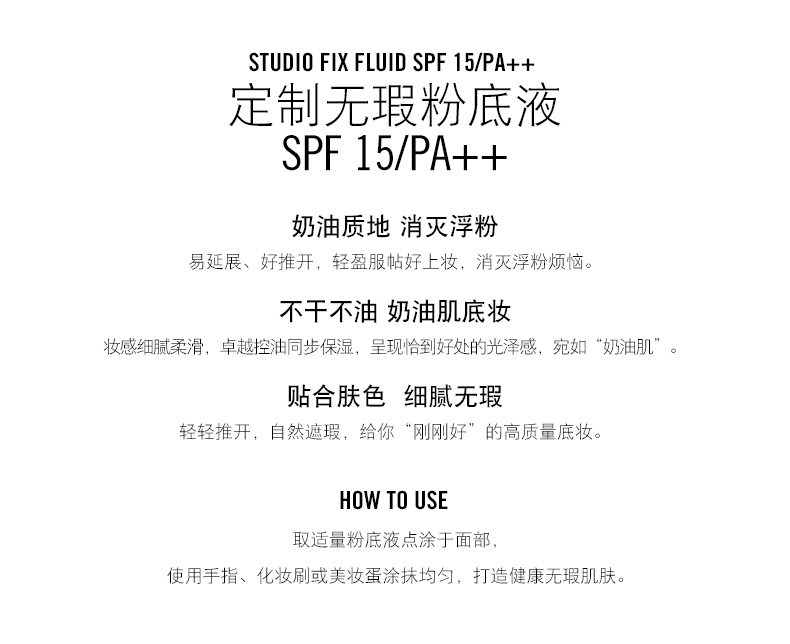 STUDIO FIX FLUID SPF 15/PA++
定制无瑕粉底液
SPF 15/PA++
奶油质地 消灭浮粉
易延展、好推开，轻盈服帖好上妆，消灭浮粉烦恼。
不干不油 奶油肌底妆
妆感细腻柔滑，卓越控油同步保湿，呈现恰到好处的光泽感，宛如“奶油肌”。
贴合肤色 细腻无瑕
轻轻推开，自然遮瑕，给你“刚刚好”的高质量底妆。
HOW TO USE
取适量粉底液点涂于面部，
使用手指、化妆刷或美妆蛋涂抹均匀，打造健康无瑕肌肤。